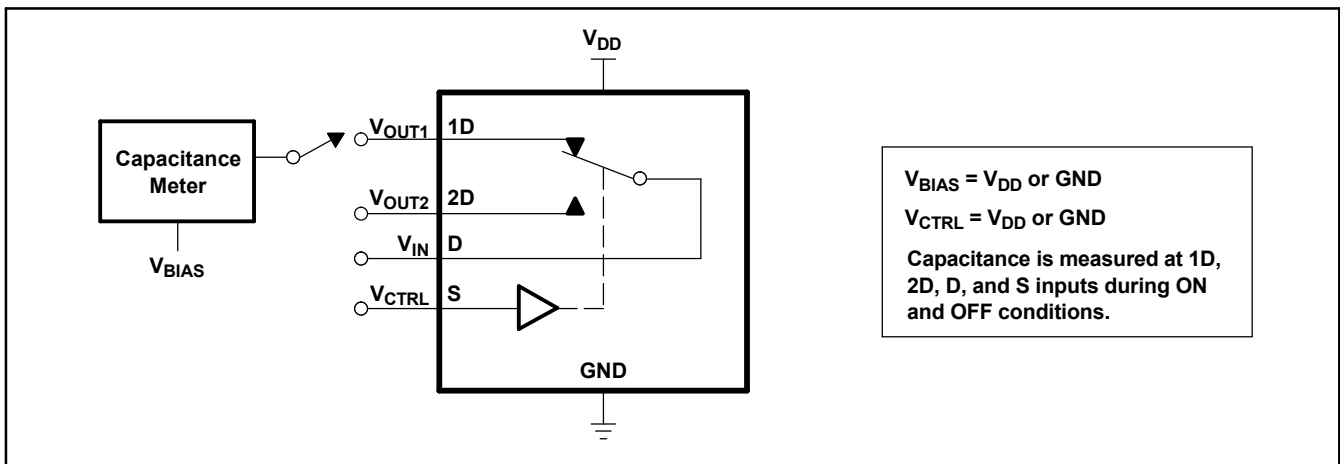 V_DD
Capacitance
Meter
V_BIAS
V_OUT1 1D
V_OUT2 2D
V_IN D
V_CTRL S
GND
V_BIAS = V_DD or GND
V_CTRL = V_DD or GND
Capacitance is measured at 1D,
2D, D, and S inputs during ON
and OFF conditions.